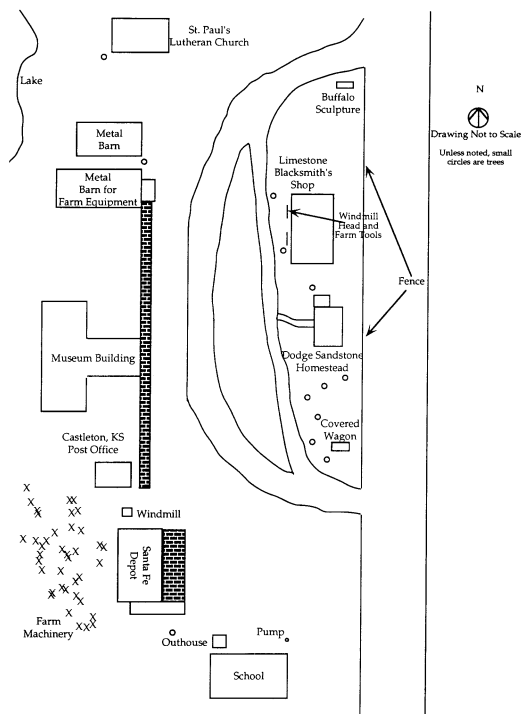 St. Paul's
Lutheran Church
Lake
N
Drawing Not to Scale
Unless noted, small
circles are trees
Buffalo
Sculpture
Metal
Barn
Metal
Barn for
Farm Equipment
Limestone
Blacksmith's
Shop
Windmill
Head and
Farm Tools
Fence
Museum Building
Dodge Sandstone
Homestead
Covered
Wagon
Castleton, KS
Post Office
Windmill
Santa Fe
Depot
Farm
Machinery
Outhouse
Pump
School